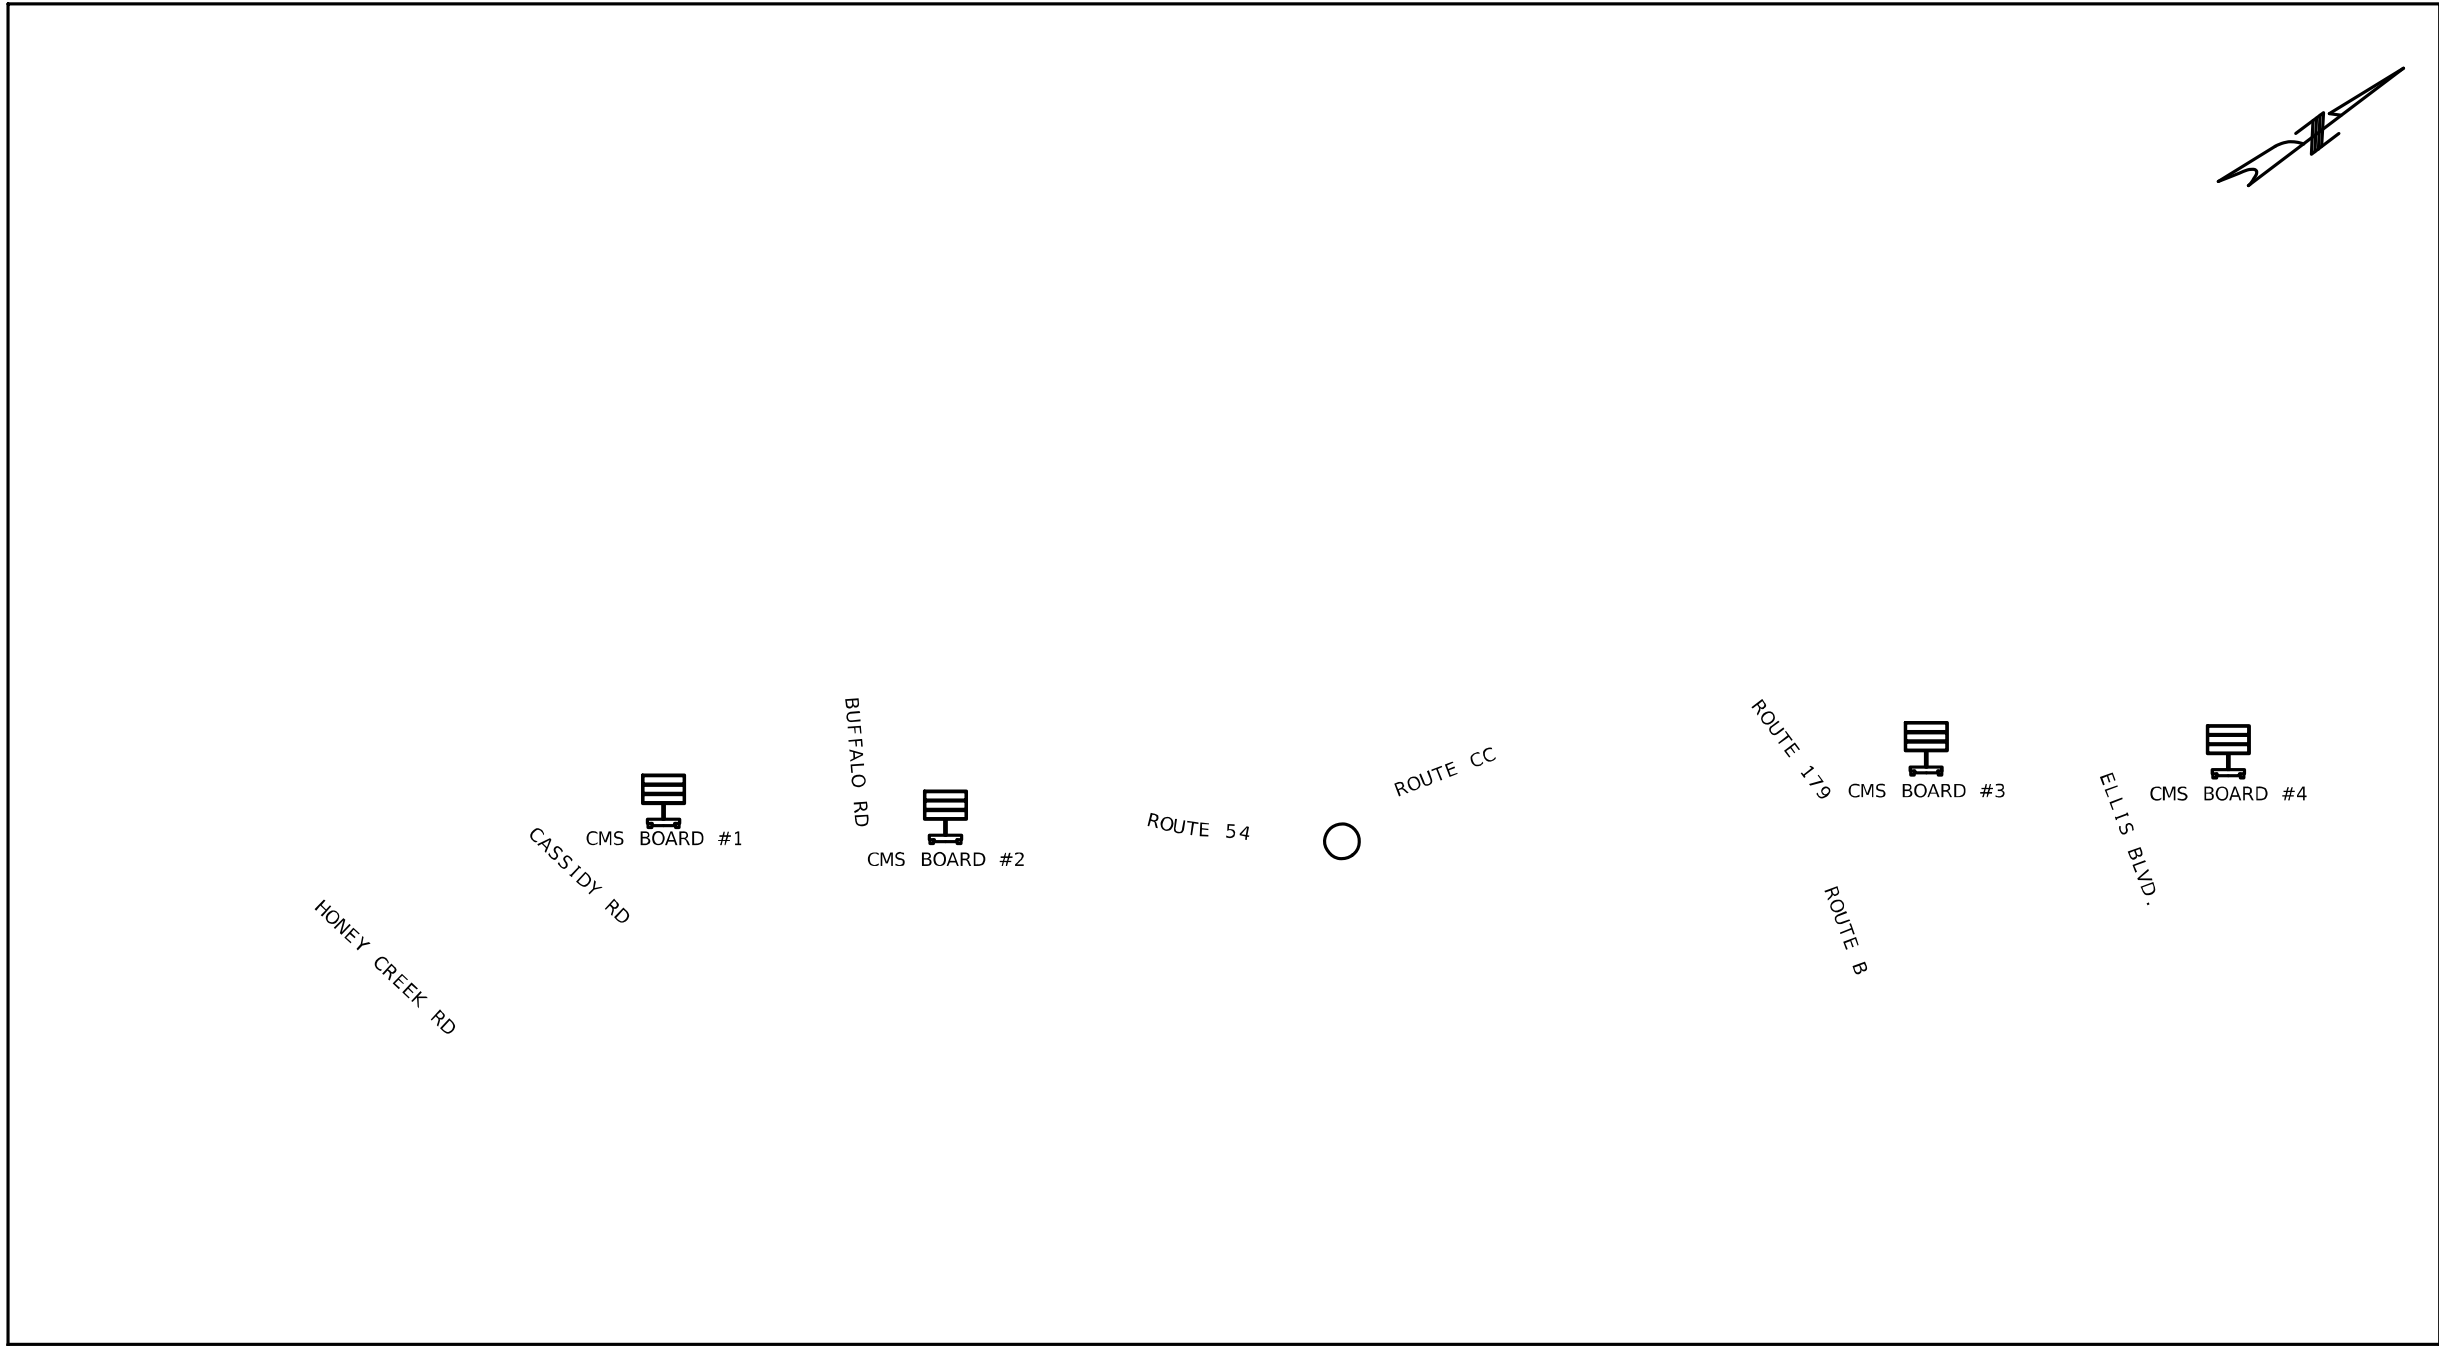 BUFFALO RD
ROUTE 179
ROUTE CC
ELLIS BLVD.
CMS BOARD #3
CMS BOARD #4
ROUTE 54
CASSIDY RD
CMS BOARD #1
CMS BOARD #2
ROUTE B
HONEY CREEK RD